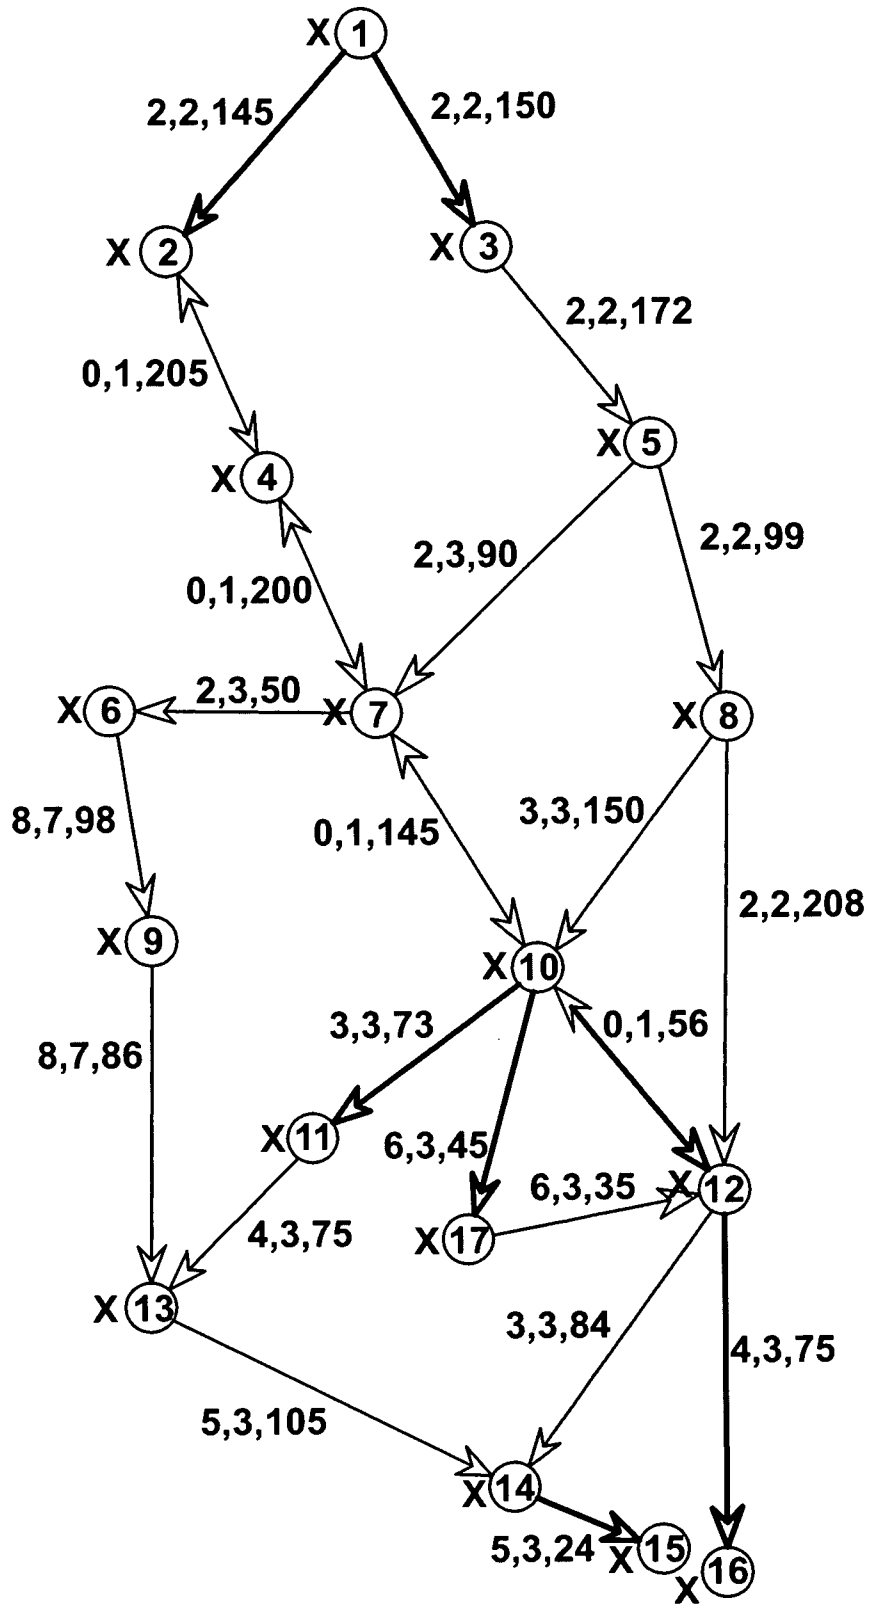 X 1
2,2,145
2,2,150
X 2
X 3
2,2,172
0,1,205
X 5
X 4
2,2,99
2,3,90
0,1,200
2,3,50
X 6
X 7
X 8
3,3,150
8,7,98
0,1,145
2,2,208
X 9
X 10
3,3,73
0,1,56
8,7,86
X 11
6,3,45
6,3,35
X 12
4,3,75
X 17
X 13
3,3,84
4,3,75
5,3,105
X 14
5,3,24
X 15
X 16